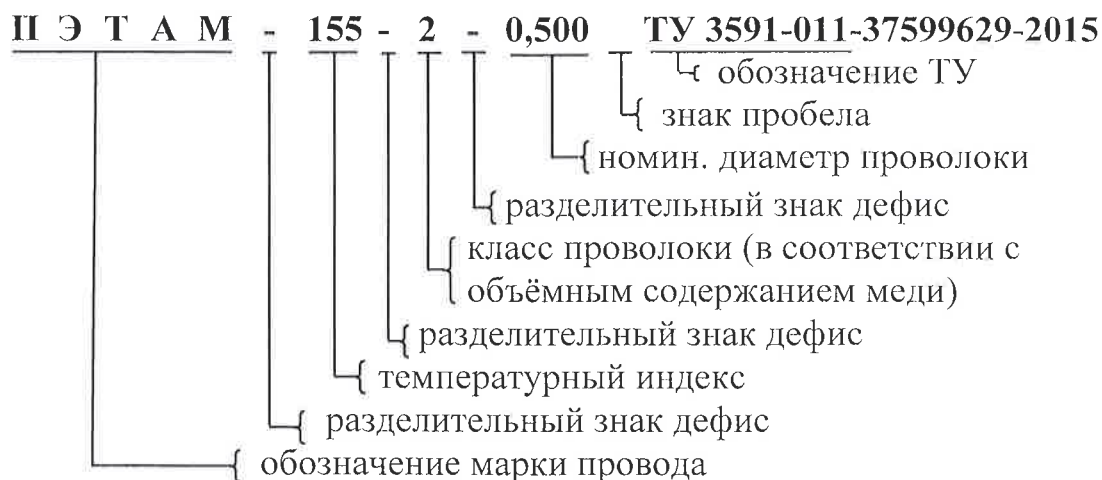 П Э Т А М - 155 - 2 - 0,500 ТУ 3591-011-37599629-2015
обозначение ТУ
знак пробела
номин. диаметр проволоки
разделительный знак дефис
класс проволоки (в соответствии с
объёмным содержанием меди)
разделительный знак дефис
температурный индекс
разделительный знак дефис
обозначение марки провода